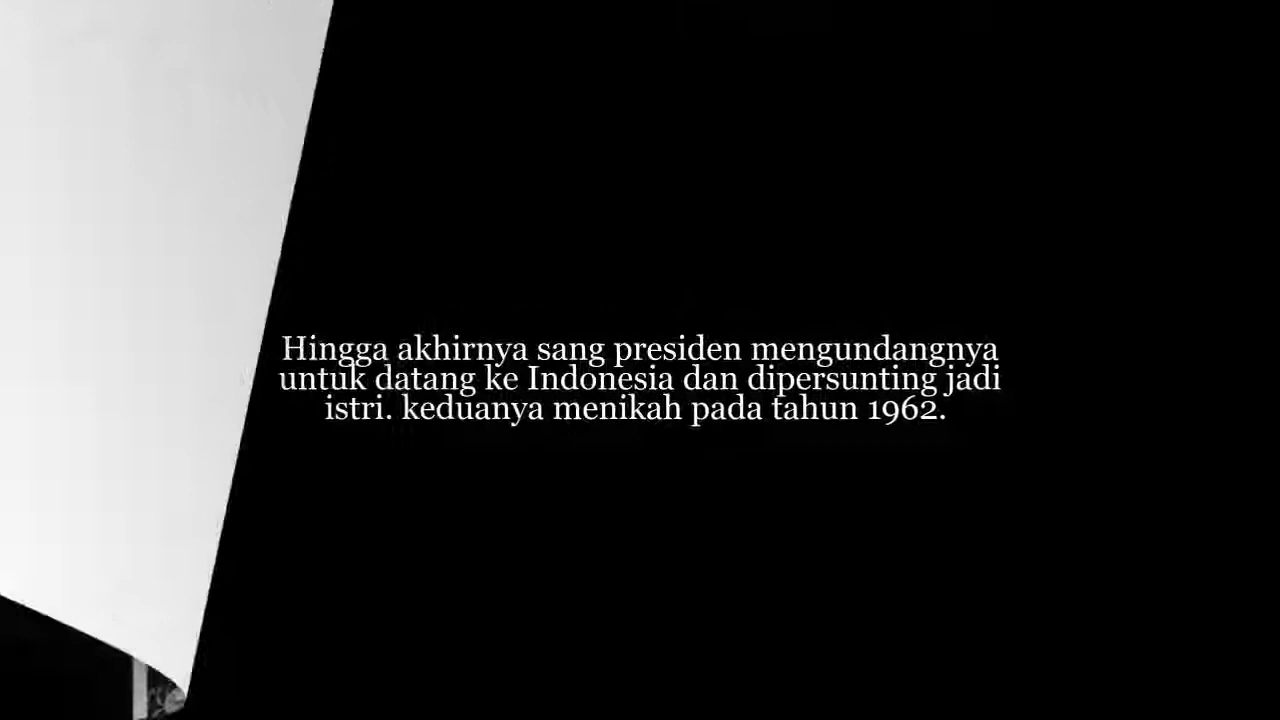 Hingga akhirnya sang presiden mengundangnya
untuk datang ke Indonesia dan dipersunting jadi
istri. keduanya menikah pada tahun 1962.